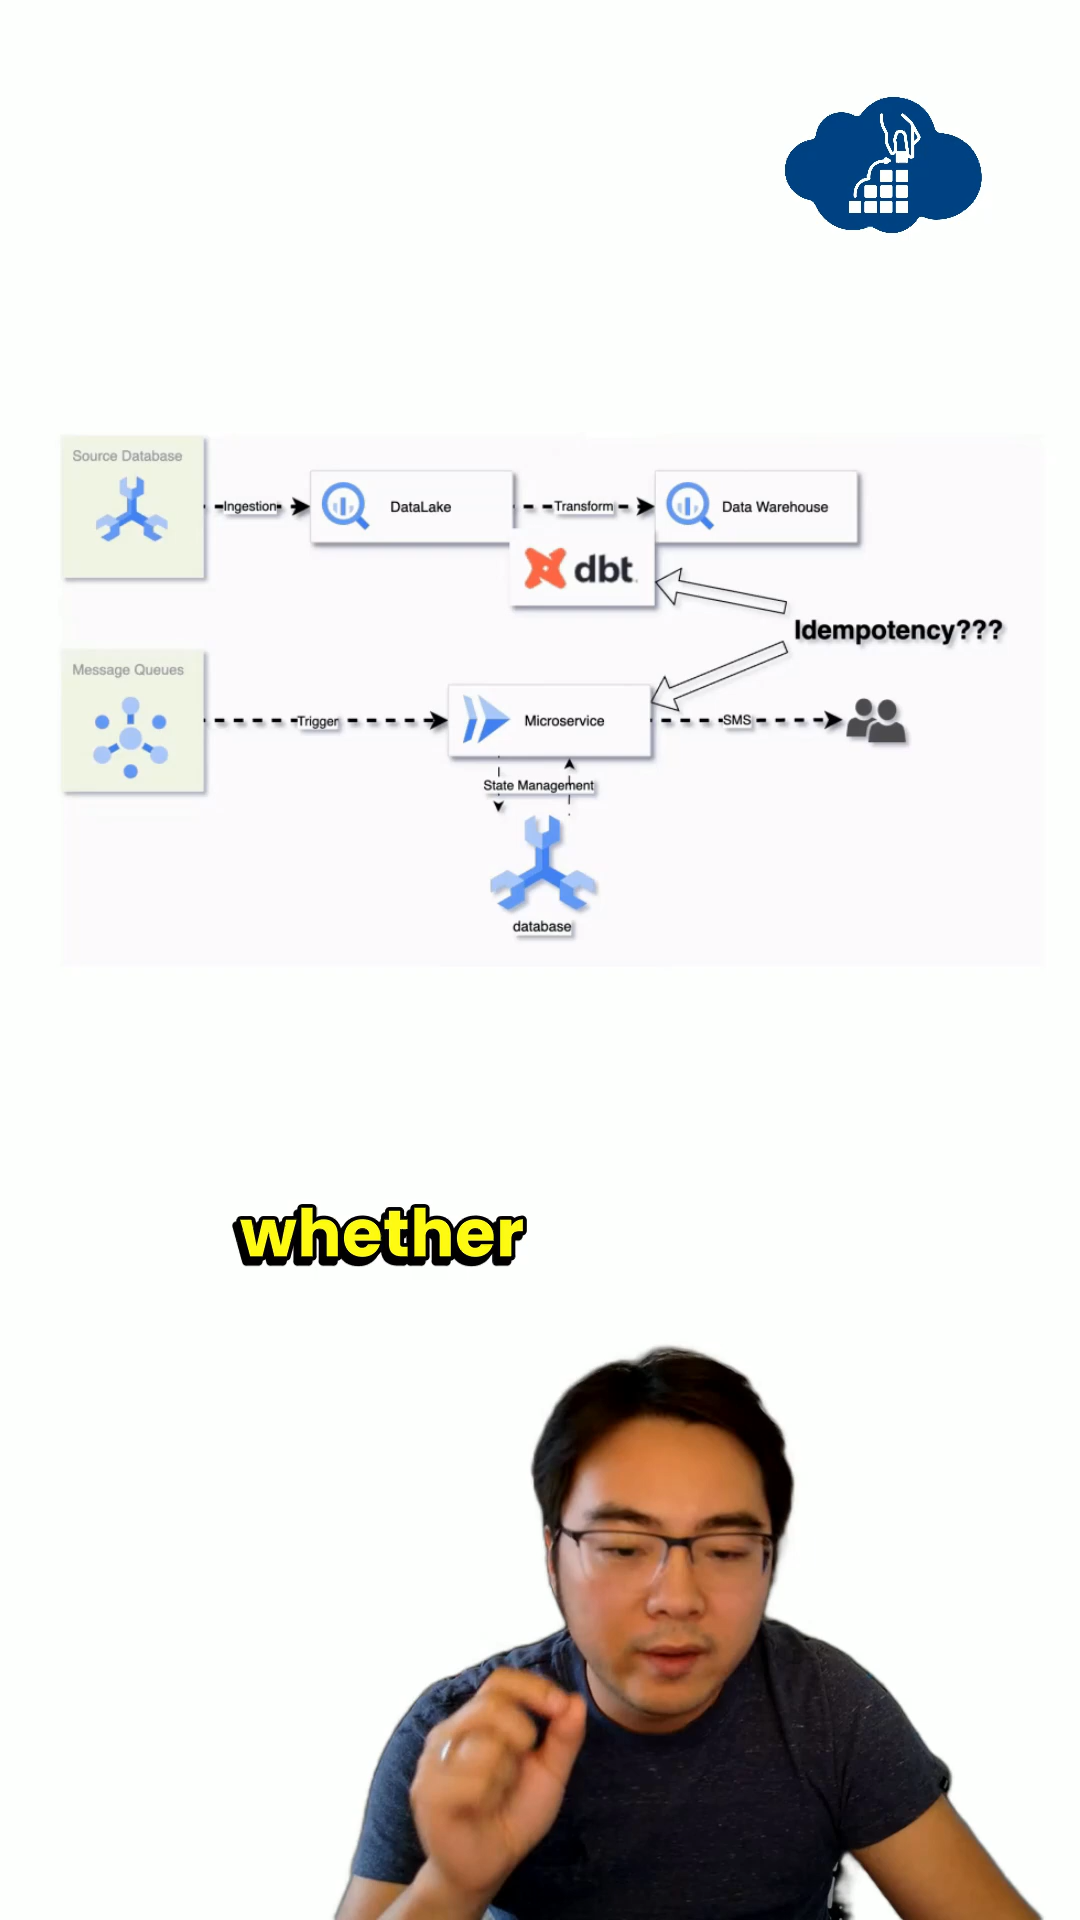 Source Database
Ingestion
DataLake
Transform
Data Warehouse
dbt
Idempotency???
Message Queues
Trigger
Microservice
SMS
State Management
database
whether